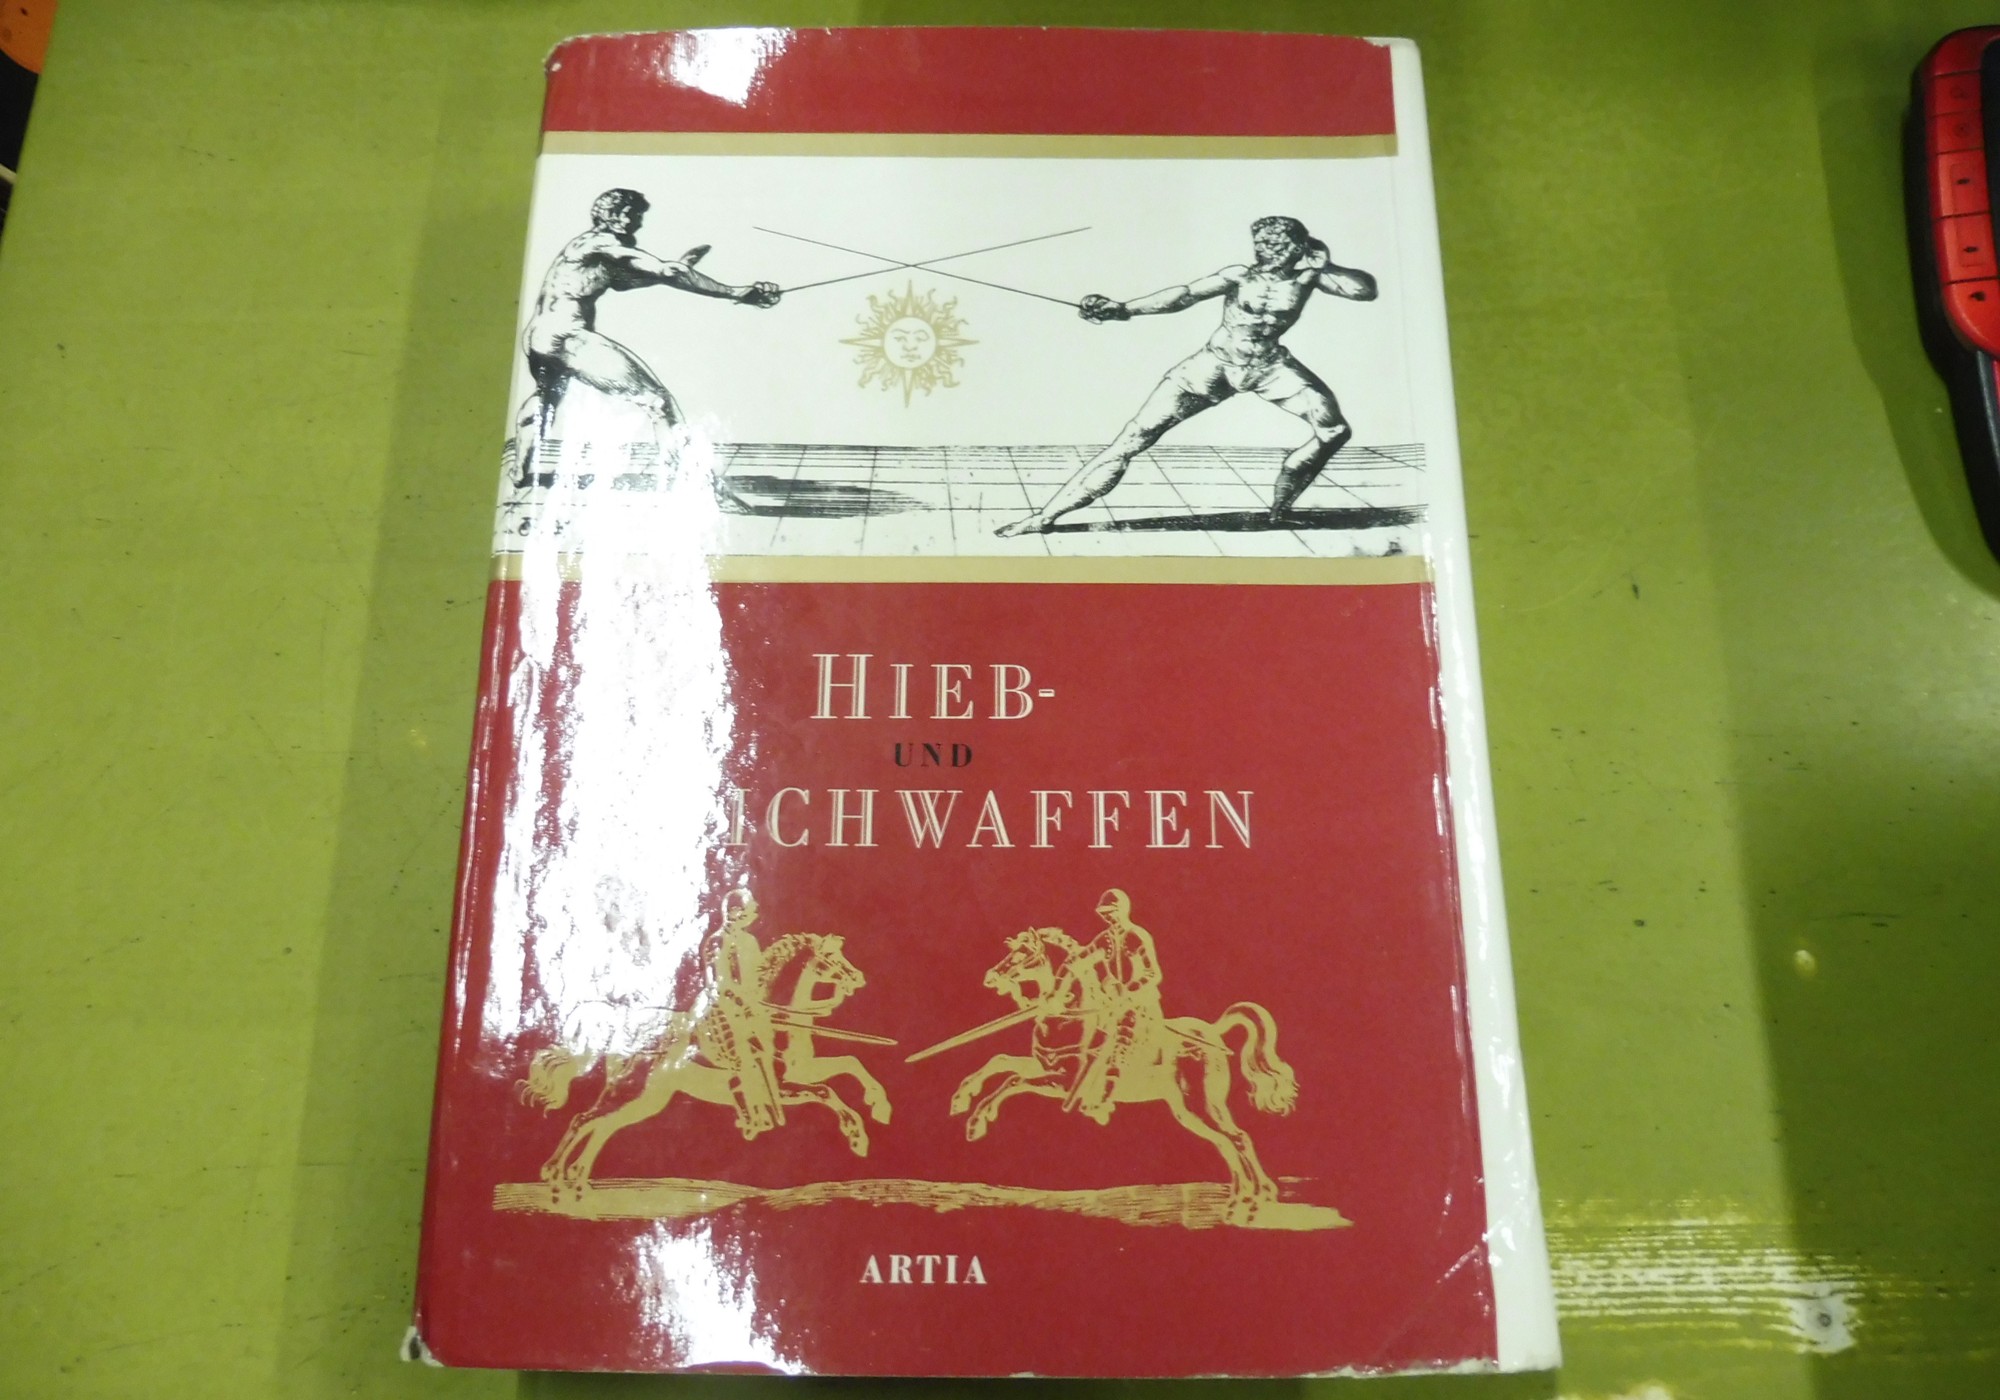 HIEB-
UND
ICHWAFFEN
ARTIA